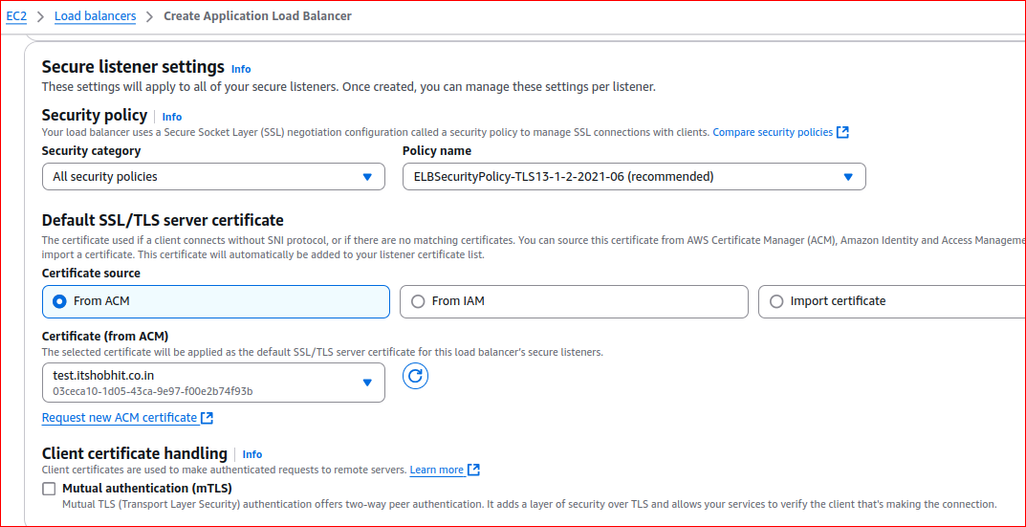 EC2 > Load balancers > Create Application Load Balancer
Secure listener settings Info
These settings will apply to all of your secure listeners. Once created, you can manage these settings per listener.
Security policy Info
Your load balancer uses a Secure Socket Layer (SSL) negotiation configuration called a security policy to manage SSL connections with clients. Compare security policies
Security category Policy name
All security policies ELBSecurityPolicy-TLS13-1-2-2021-06 (recommended)
Default SSL/TLS server certificate
The certificate used if a client connects without SNI protocol, or if there are no matching certificates. You can source this certificate from AWS Certificate Manager (ACM), Amazon Identity and Access Manageme
import a certificate. This certificate will automatically be added to your listener certificate list.
Certificate source
From ACM From IAM Import certificate
Certificate (from ACM)
The selected certificate will be applied as the default SSL/TLS server certificate for this load balancer's secure listeners.
test.itshobhit.co.in
03ceca10-1d05-43ca-9e97-f00e2b74f93b
Request new ACM certificate
Client certificate handling Info
Client certificates are used to make authenticated requests to remote servers. Learn more
Mutual authentication (mTLS)
Mutual TLS (Transport Layer Security) authentication offers two-way peer authentication. It adds a layer of security over TLS and allows your services to verify the client that's making the connection.